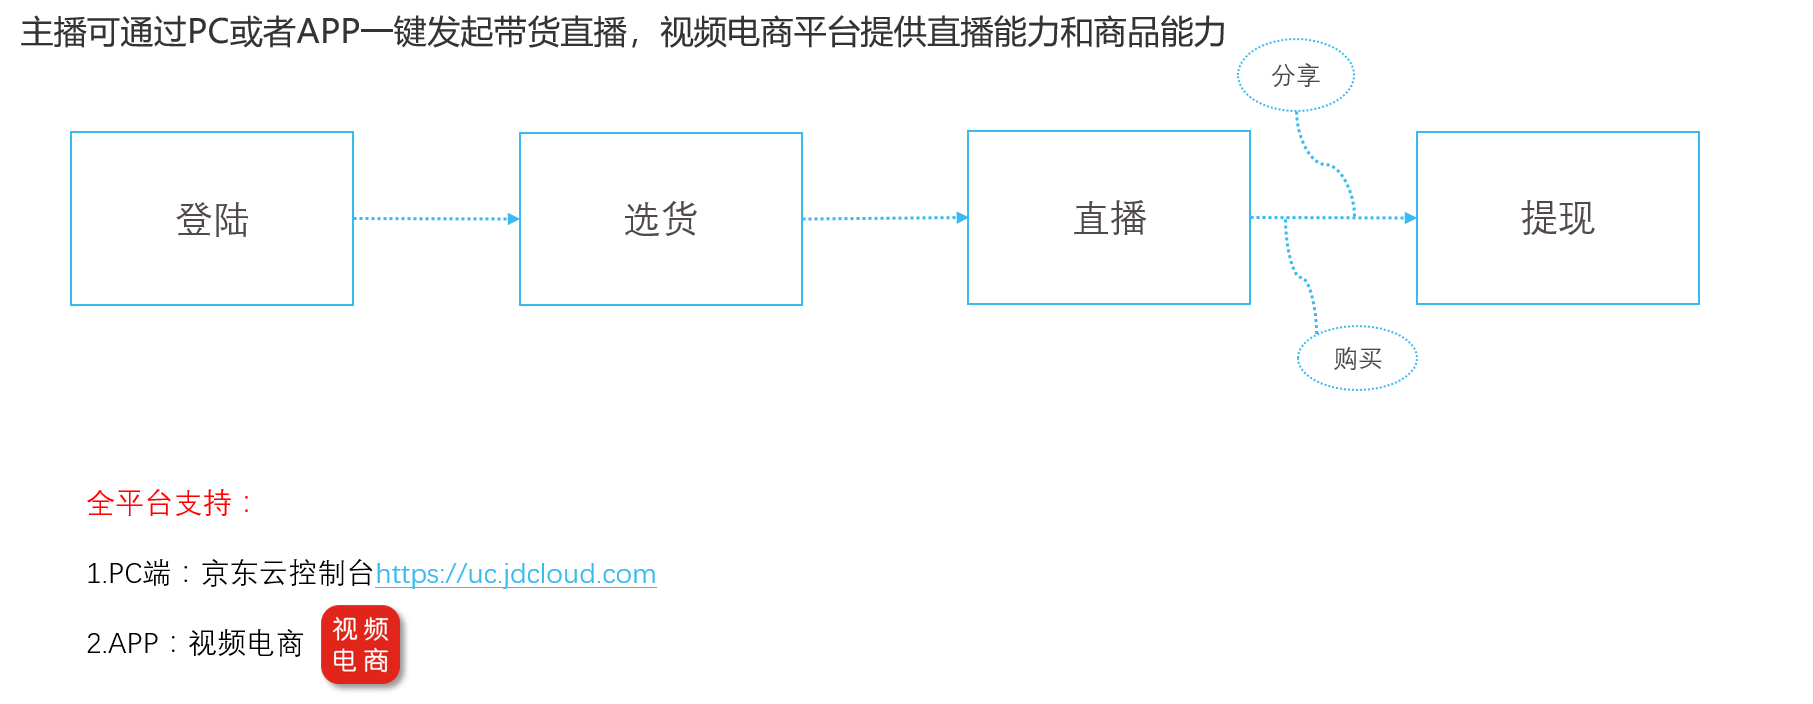 主播可通过PC或者APP一键发起带货直播，视频电商平台提供直播能力和商品能力
分享
登陆
选货
直播
提现
购买
全平台支持：
1.PC端：京东云控制台https://uc.jdcloud.com
2.APP：视频电商
视频
电商